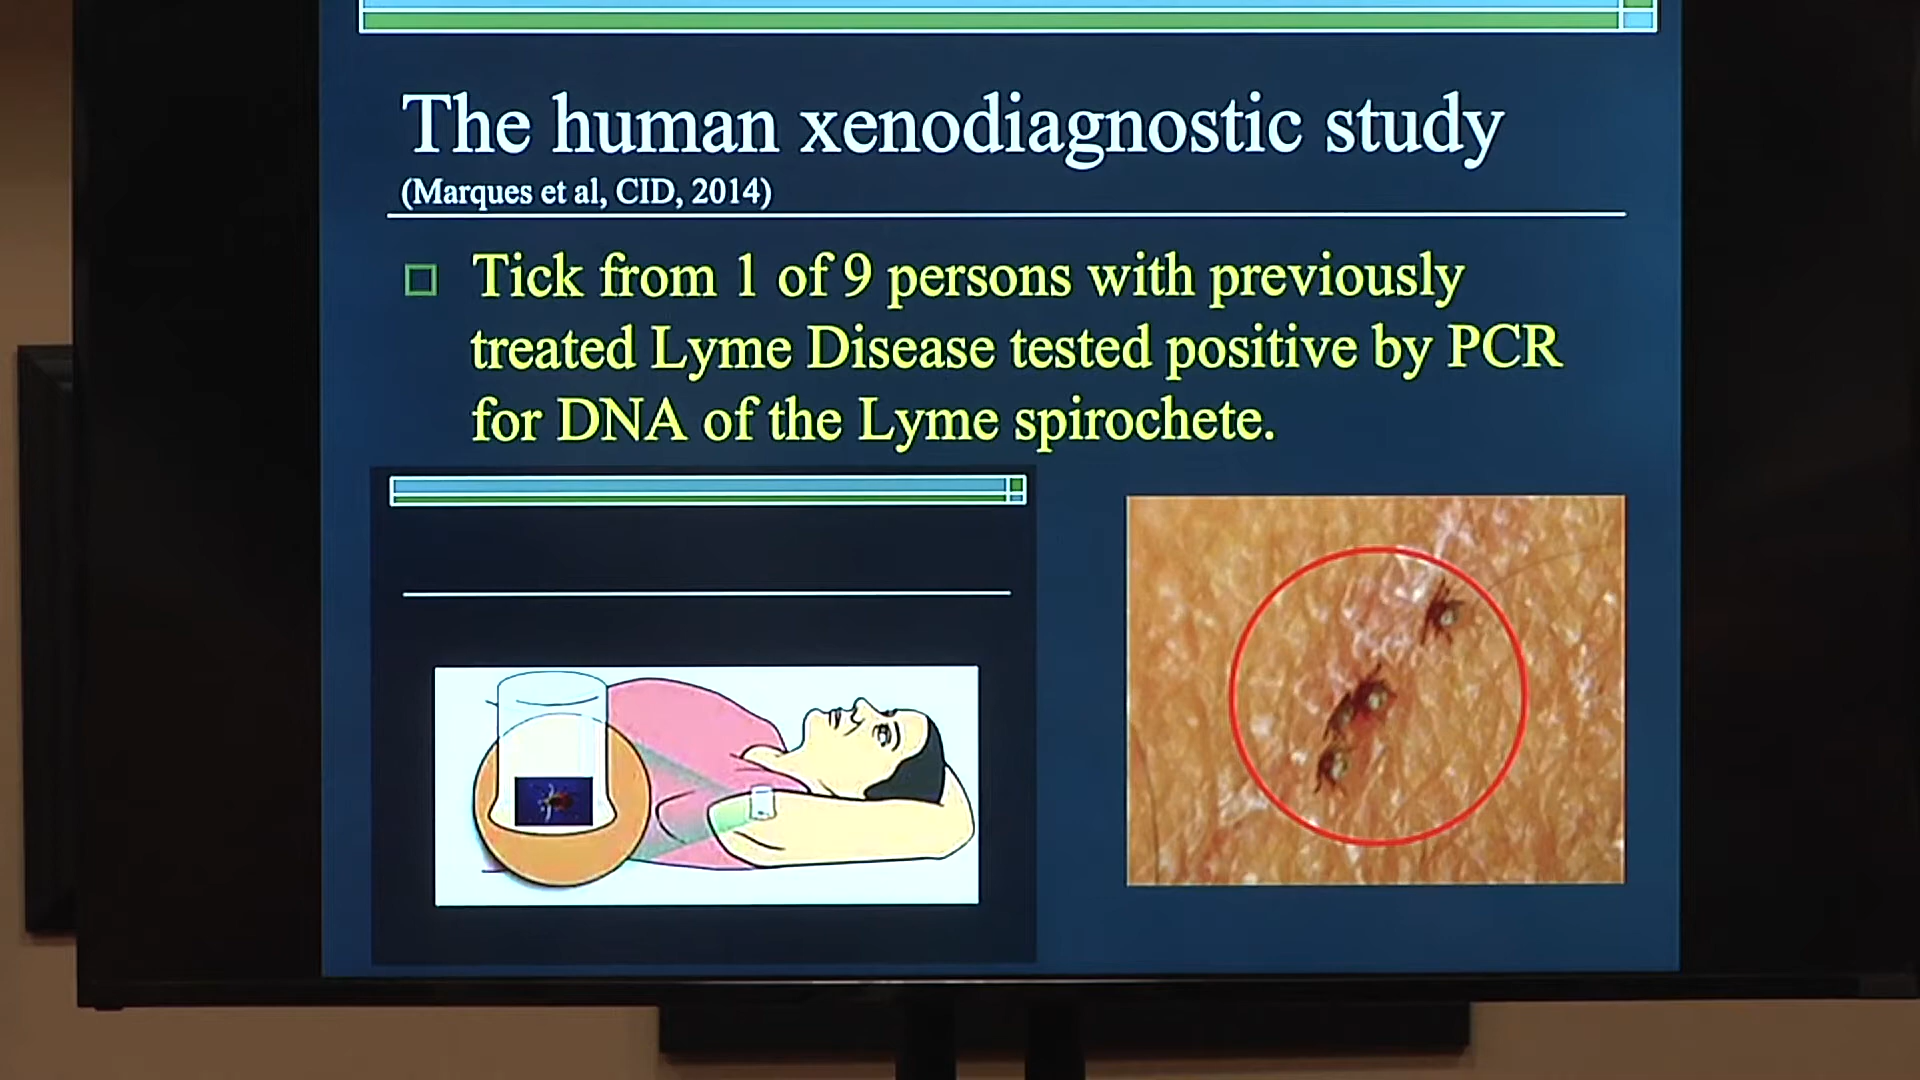 The human xenodiagnostic study
(Marques et al, CID, 2014)
Tick from 1 of 9 persons with previously
treated Lyme Disease tested positive by PCR
for DNA of the Lyme spirochete.